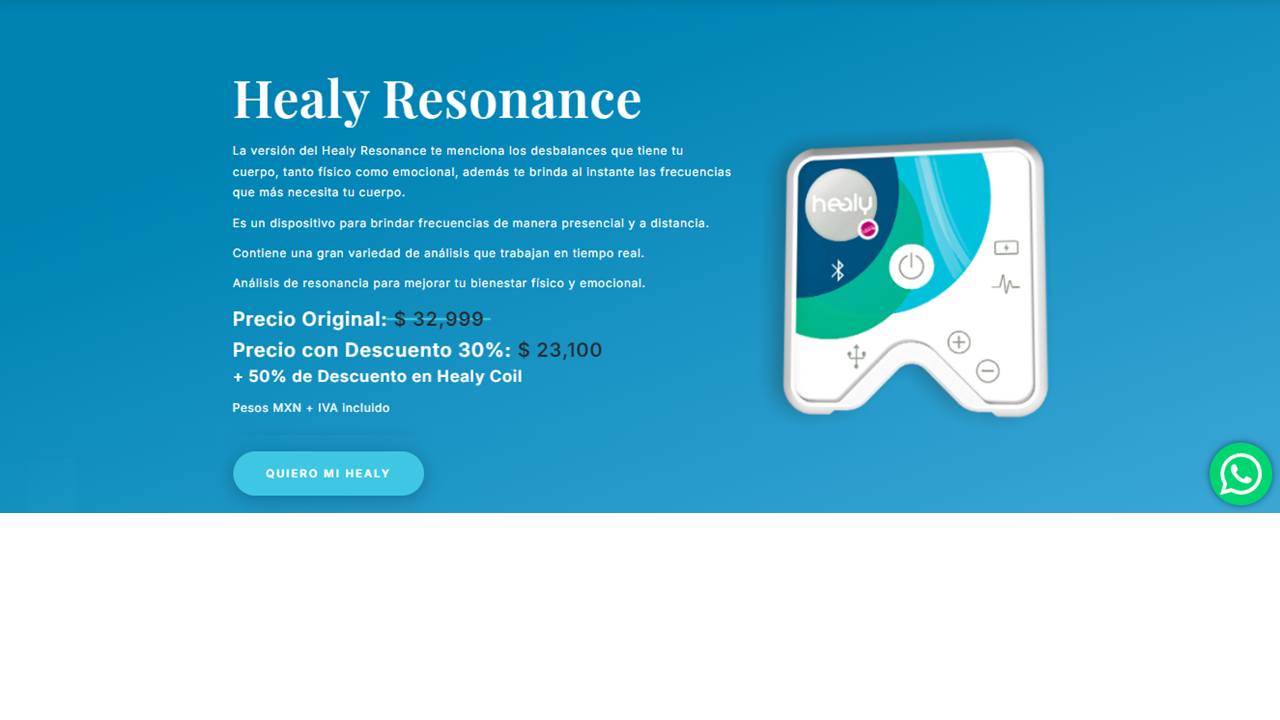 Healy Resonance
La versión del Healy Resonance te menciona los desbalances que tiene tu
cuerpo, tanto físico como emocional, además te brinda al instante las frecuencias
que más necesita tu cuerpo.
Es un dispositivo para brindar frecuencias de manera presencial y a distancia.
Contiene una gran variedad de análisis que trabajan en tiempo real.
Análisis de resonancia para mejorar tu bienestar físico y emocional.
Precio Original: $ 32,999
Precio con Descuento 30%: $ 23,100
+ 50% de Descuento en Healy Coil
Pesos MXN + IVA incluido
QUIERO MI HEALY
healy